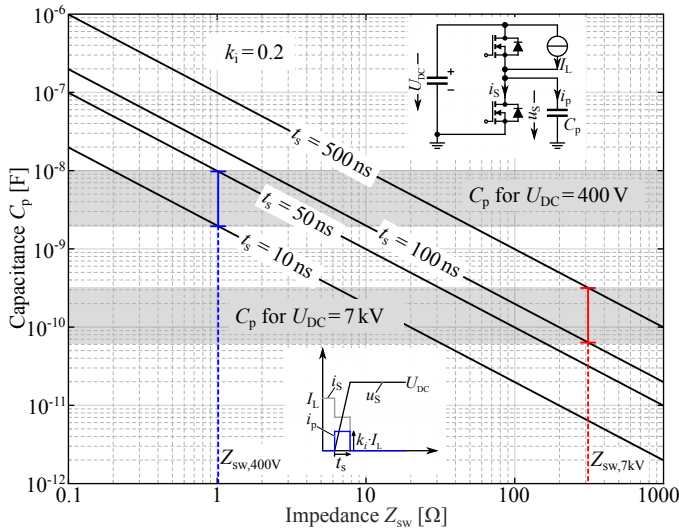 10⁻⁶
10⁻⁷
10⁻⁸
10⁻⁹
10⁻¹⁰
10⁻¹¹
10⁻¹²
Capacitance Cₚ [F]
kᵢ = 0.2
U_DC
+
−
I_L
i_S
i_p
u_S
C_p
t_s = 500 ns
t_s = 100 ns
t_s = 50 ns
t_s = 10 ns
C_p for U_DC = 400 V
C_p for U_DC = 7 kV
i_S
I_L
i_p
u_S
U_DC
k_i · I_L
t_s
Z_sw,400V
Z_sw,7kV
0.1
1
10
100
1000
Impedance Z_sw [Ω]